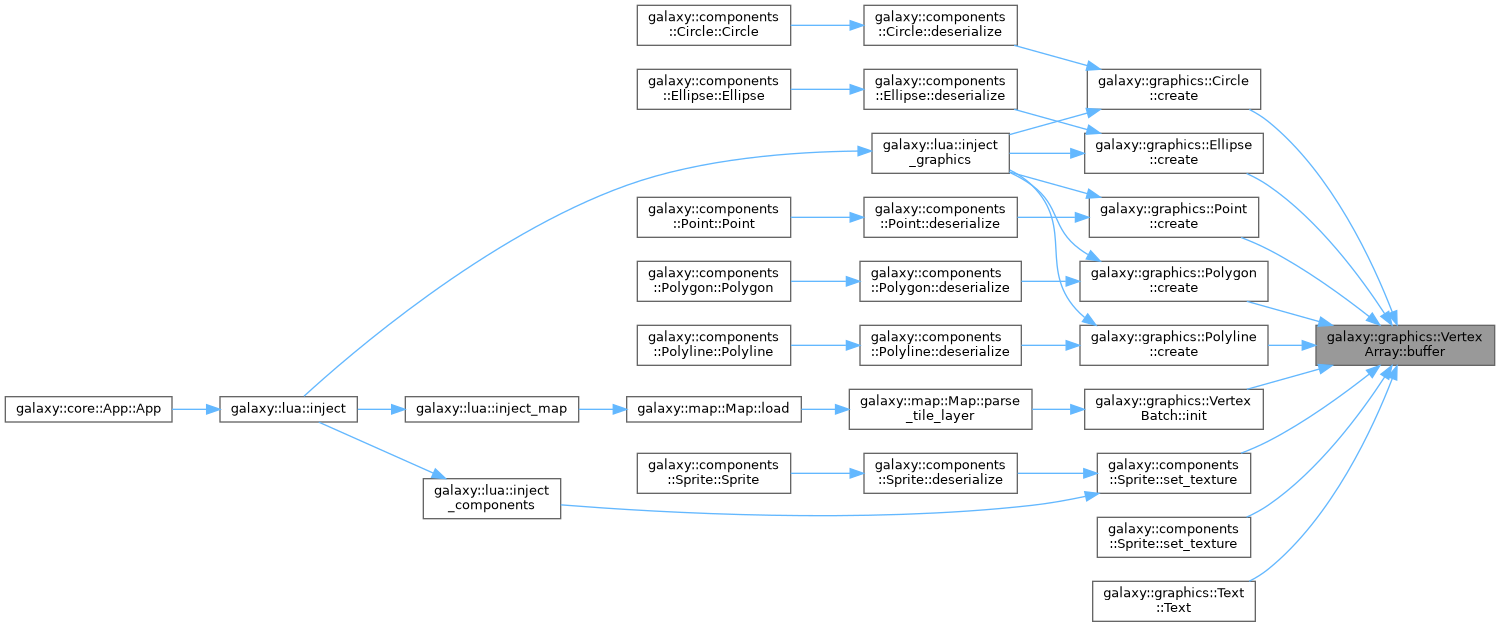 galaxy::components
::Circle::Circle
galaxy::components
::Circle::deserialize
galaxy::components
::Ellipse::Ellipse
galaxy::components
::Ellipse::deserialize
galaxy::graphics::Circle
::create
galaxy::lua::inject
_graphics
galaxy::graphics::Ellipse
::create
galaxy::components
::Point::Point
galaxy::components
::Point::deserialize
galaxy::graphics::Point
::create
galaxy::components
::Polygon::Polygon
galaxy::components
::Polygon::deserialize
galaxy::graphics::Polygon
::create
galaxy::components
::Polyline::Polyline
galaxy::components
::Polyline::deserialize
galaxy::graphics::Polyline
::create
galaxy::graphics::Vertex
Array::buffer
galaxy::core::App::App
galaxy::lua::inject
galaxy::lua::inject_map
galaxy::map::Map::load
galaxy::map::Map::parse
_tile_layer
galaxy::graphics::Vertex
Batch::init
galaxy::lua::inject
_components
galaxy::components
::Sprite::Sprite
galaxy::components
::Sprite::deserialize
galaxy::components
::Sprite::set_texture
galaxy::components
::Sprite::set_texture
galaxy::graphics::Text
::Text